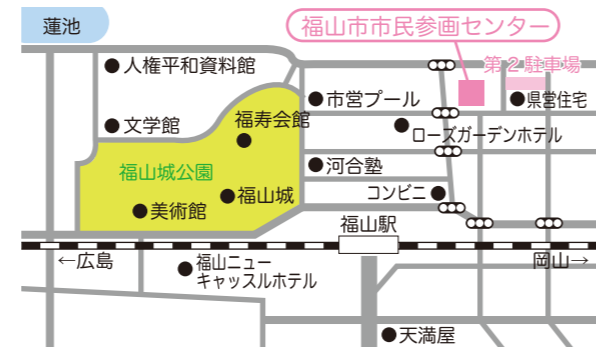 蓮池
福山市市民参画センター
人権平和資料館
第2駐車場
市営プール
県営住宅
文学館
福寿会館
ローズガーデンホテル
福山城公園
河合塾
コンビニ
福山城
美術館
福山駅
←広島
福山ニュー
キャッスルホテル
岡山→
天満屋